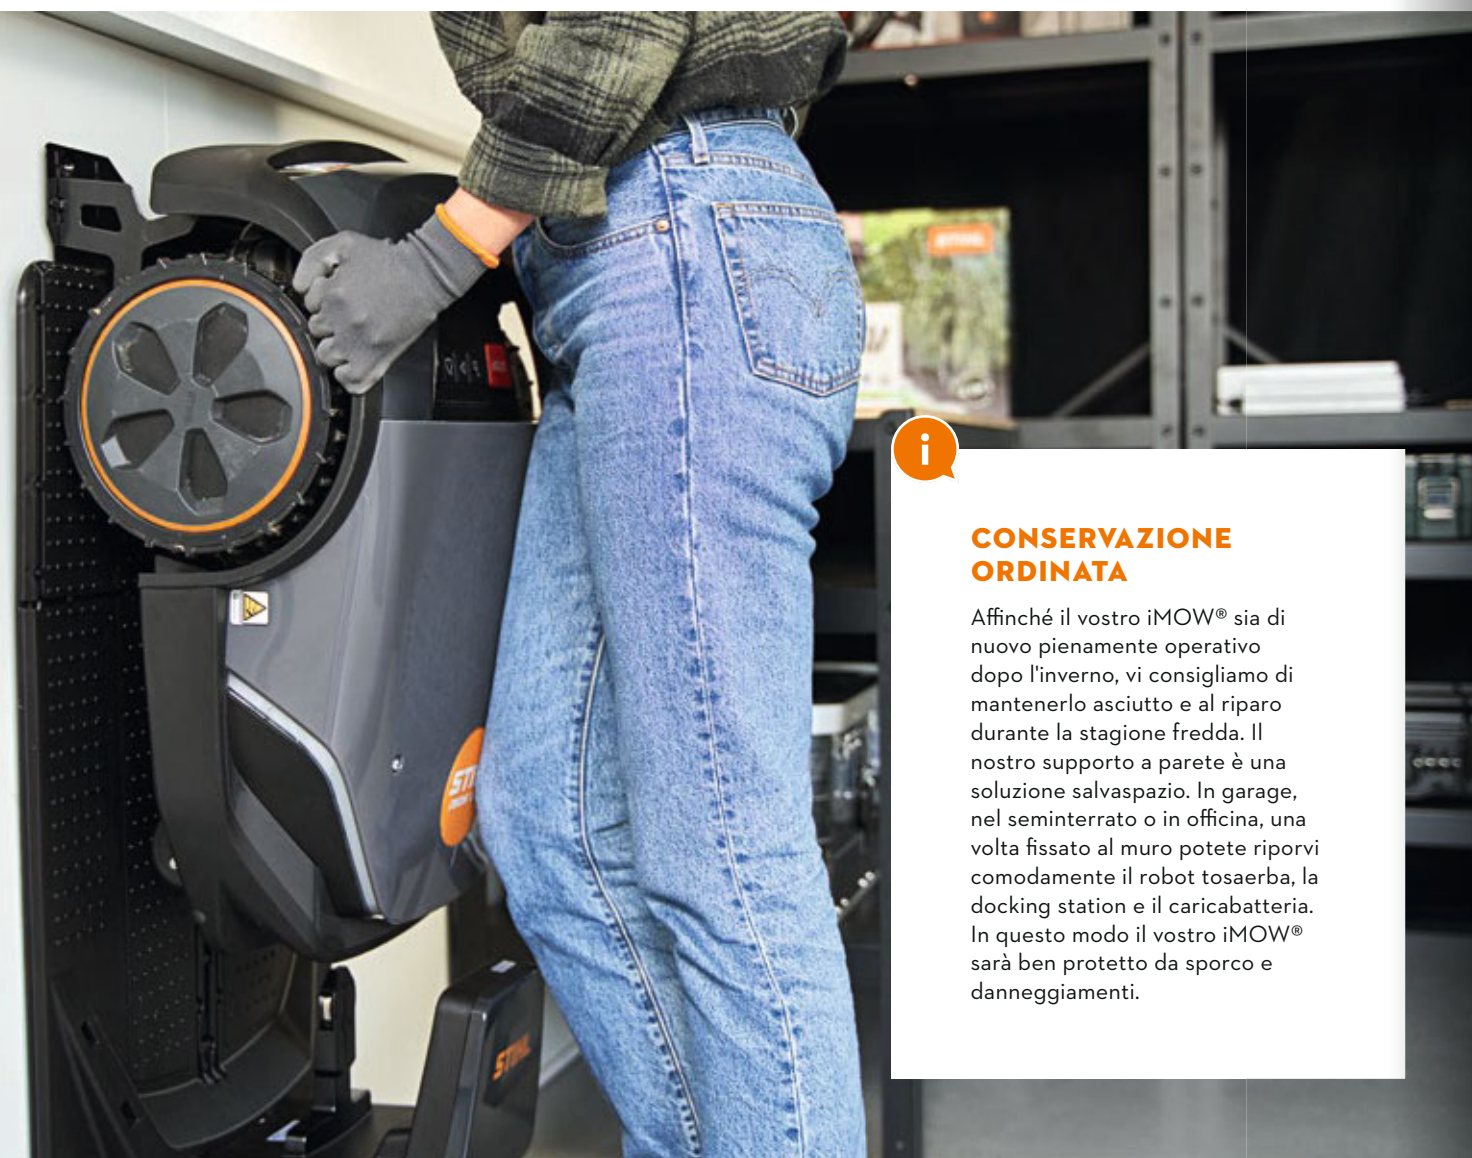 STIHL
i
CONSERVAZIONE
ORDINATA
Affinché il vostro iMOW® sia di
nuovo pienamente operativo
dopo l'inverno, vi consigliamo di
mantenerlo asciutto e al riparo
durante la stagione fredda. Il
nostro supporto a parete è una
soluzione salvaspazio. In garage,
nel seminterrato o in officina, una
volta fissato al muro potete riporvi
comodamente il robot tosaerba, la
docking station e il caricabatteria.
In questo modo il vostro iMOW®
sarà ben protetto da sporco e
danneggiamenti.
STIHL